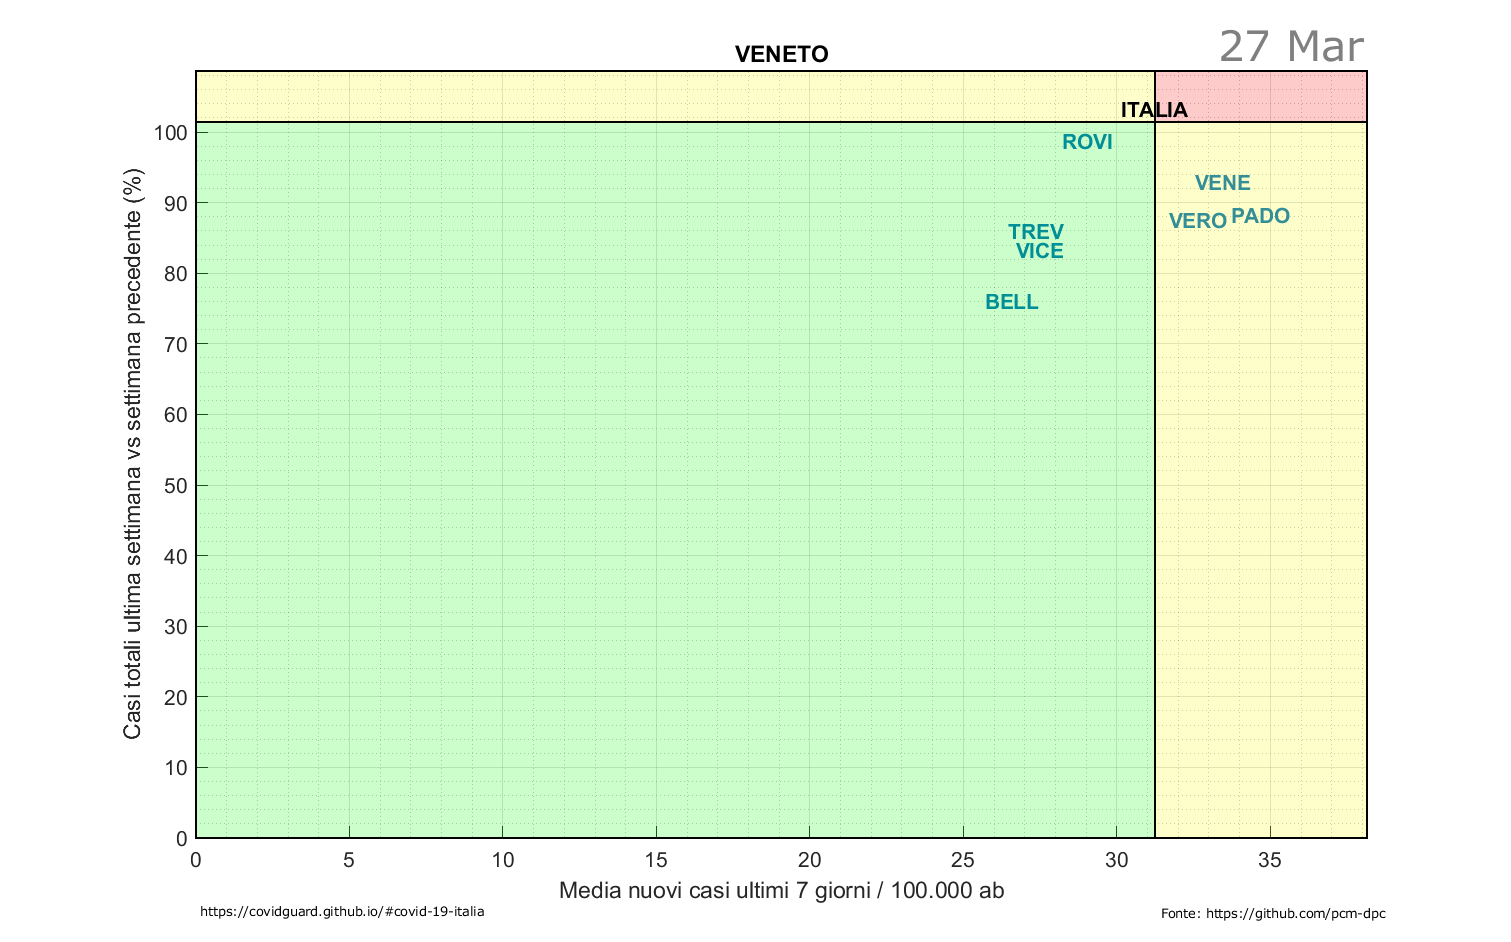 27 Mar
VENETO
ITALIA
100
ROVI
VENE
90
PADO
VERO
TREV
VICE
80
BELL
70
60
50
40
30
20
10
0
Casi totali ultima settimana vs settimana precedente (%)
0 5 10 15 20 25 30 35
Media nuovi casi ultimi 7 giorni / 100.000 ab
https://covidguard.github.io/#covid-19-italia
Fonte: https://github.com/pcm-dpc